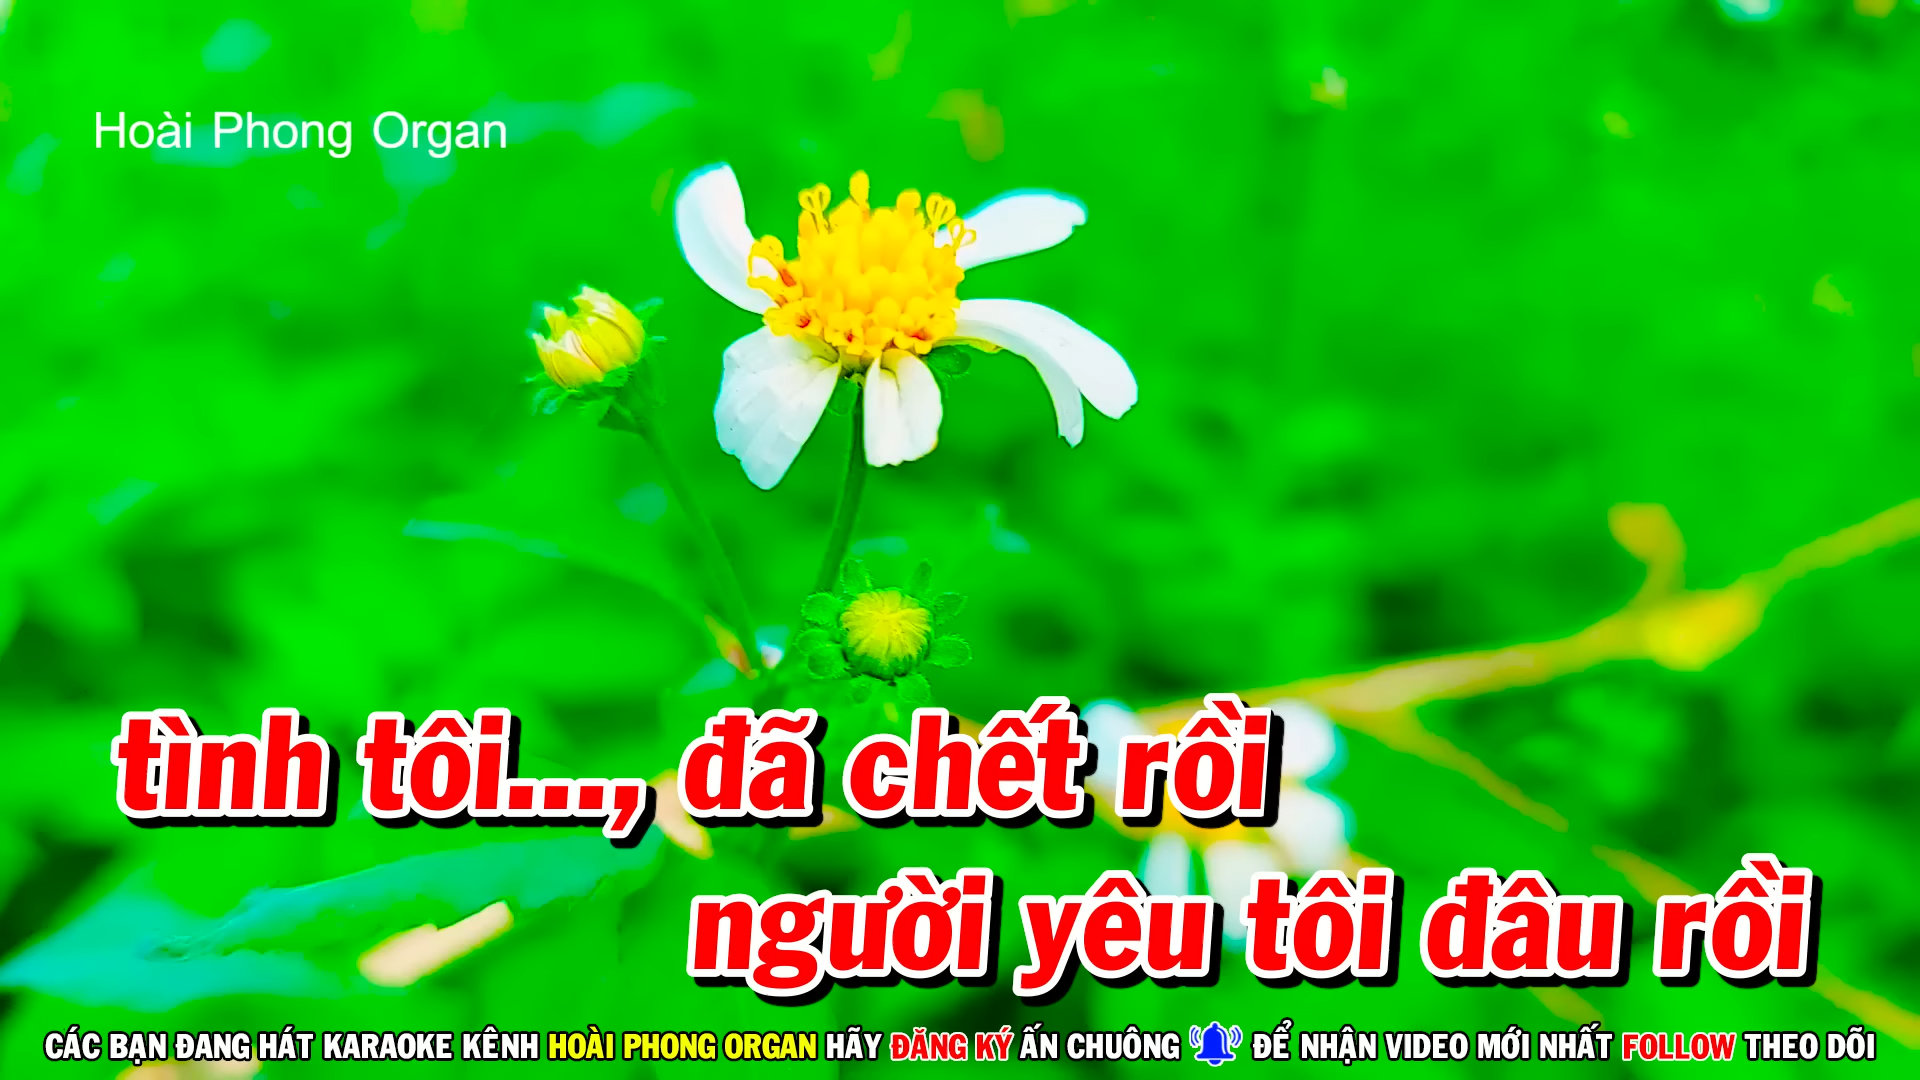 Hoài Phong Organ
tình tôi..., đã chết rồi
người yêu tôi đâu rồi
CÁC BẠN ĐANG HÁT KARAOKE KÊNH HOÀI PHONG ORGAN HÃY ĐĂNG KÝ ẤN CHUÔNG ĐỂ NHẬN VIDEO MỚI NHẤT FOLLOW THEO DÕI